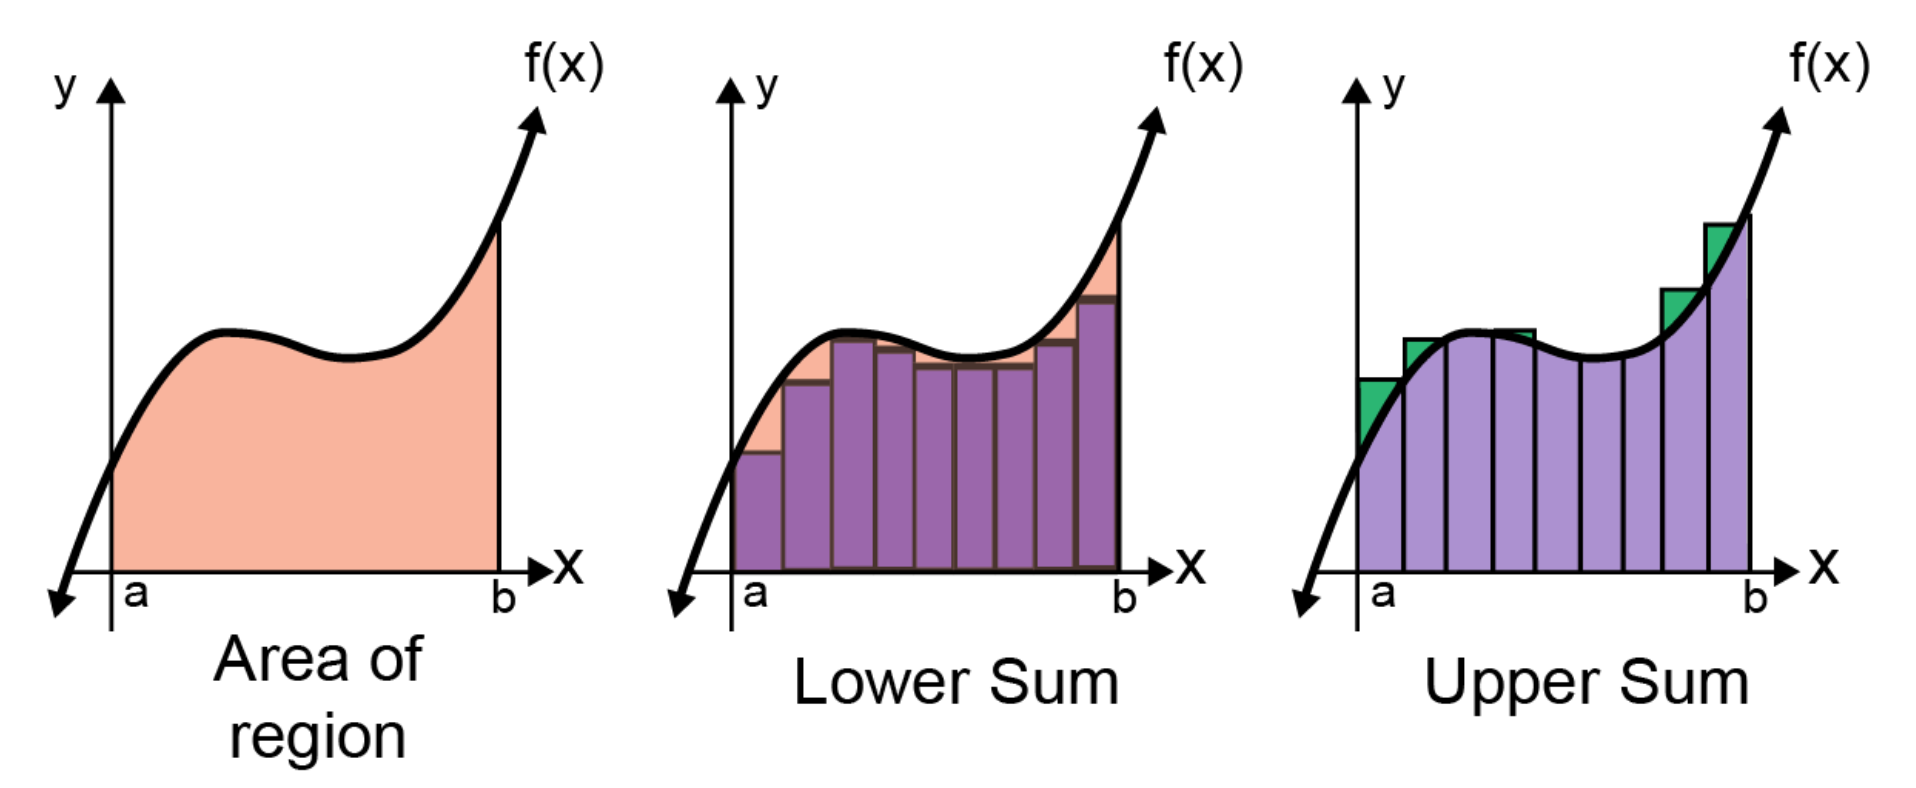 y
f(x)
a
b
x
Area of
region
y
f(x)
a
b
x
Lower Sum
y
f(x)
a
b
x
Upper Sum